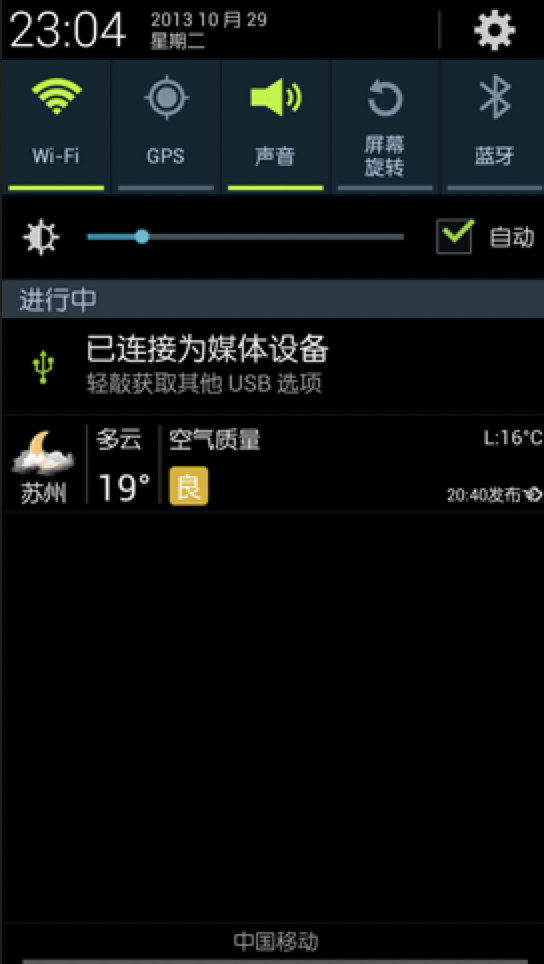 23:04
2013 10 月 29
星期二
Wi-Fi
GPS
声音
屏幕
旋转
蓝牙
自动
进行中
已连接为媒体设备
轻敲获取其他 USB 选项
多云
空气质量
L:16°C
苏州
19°
良
20:40发布
中国移动